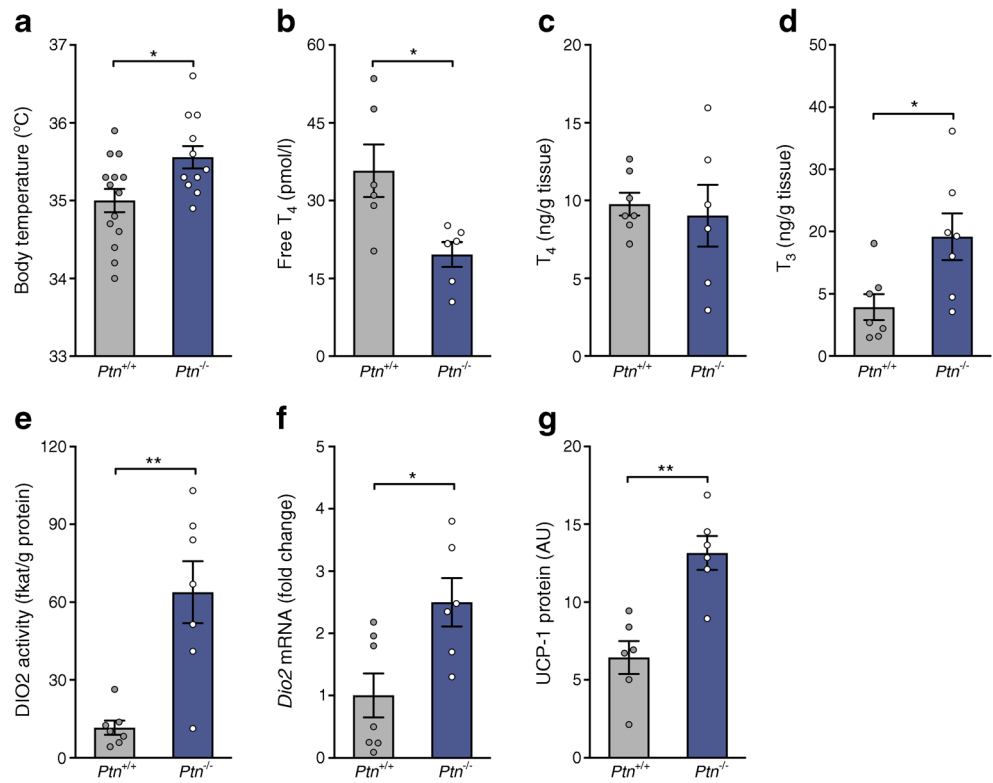 a
Body temperature (°C)
37
36
35
34
33
*
Ptn+/+
Ptn-/-
b
Free T4 (pmol/l)
60
45
30
15
0
*
Ptn+/+
Ptn-/-
c
T4 (ng/g tissue)
20
15
10
5
0
Ptn+/+
Ptn-/-
d
T3 (ng/g tissue)
50
50
30
20
5
0
*
Ptn+/+
Ptn-/-
e
DIO2 activity (fkat/g protein)
120
90
60
30
0
**
Ptn+/+
Ptn-/-
f
Dio2 mRNA (fold change)
5
4
3
2
1
0
*
Ptn+/+
Ptn-/-
g
UCP-1 protein (AU)
20
15
10
5
0
**
Ptn+/+
Ptn-/-